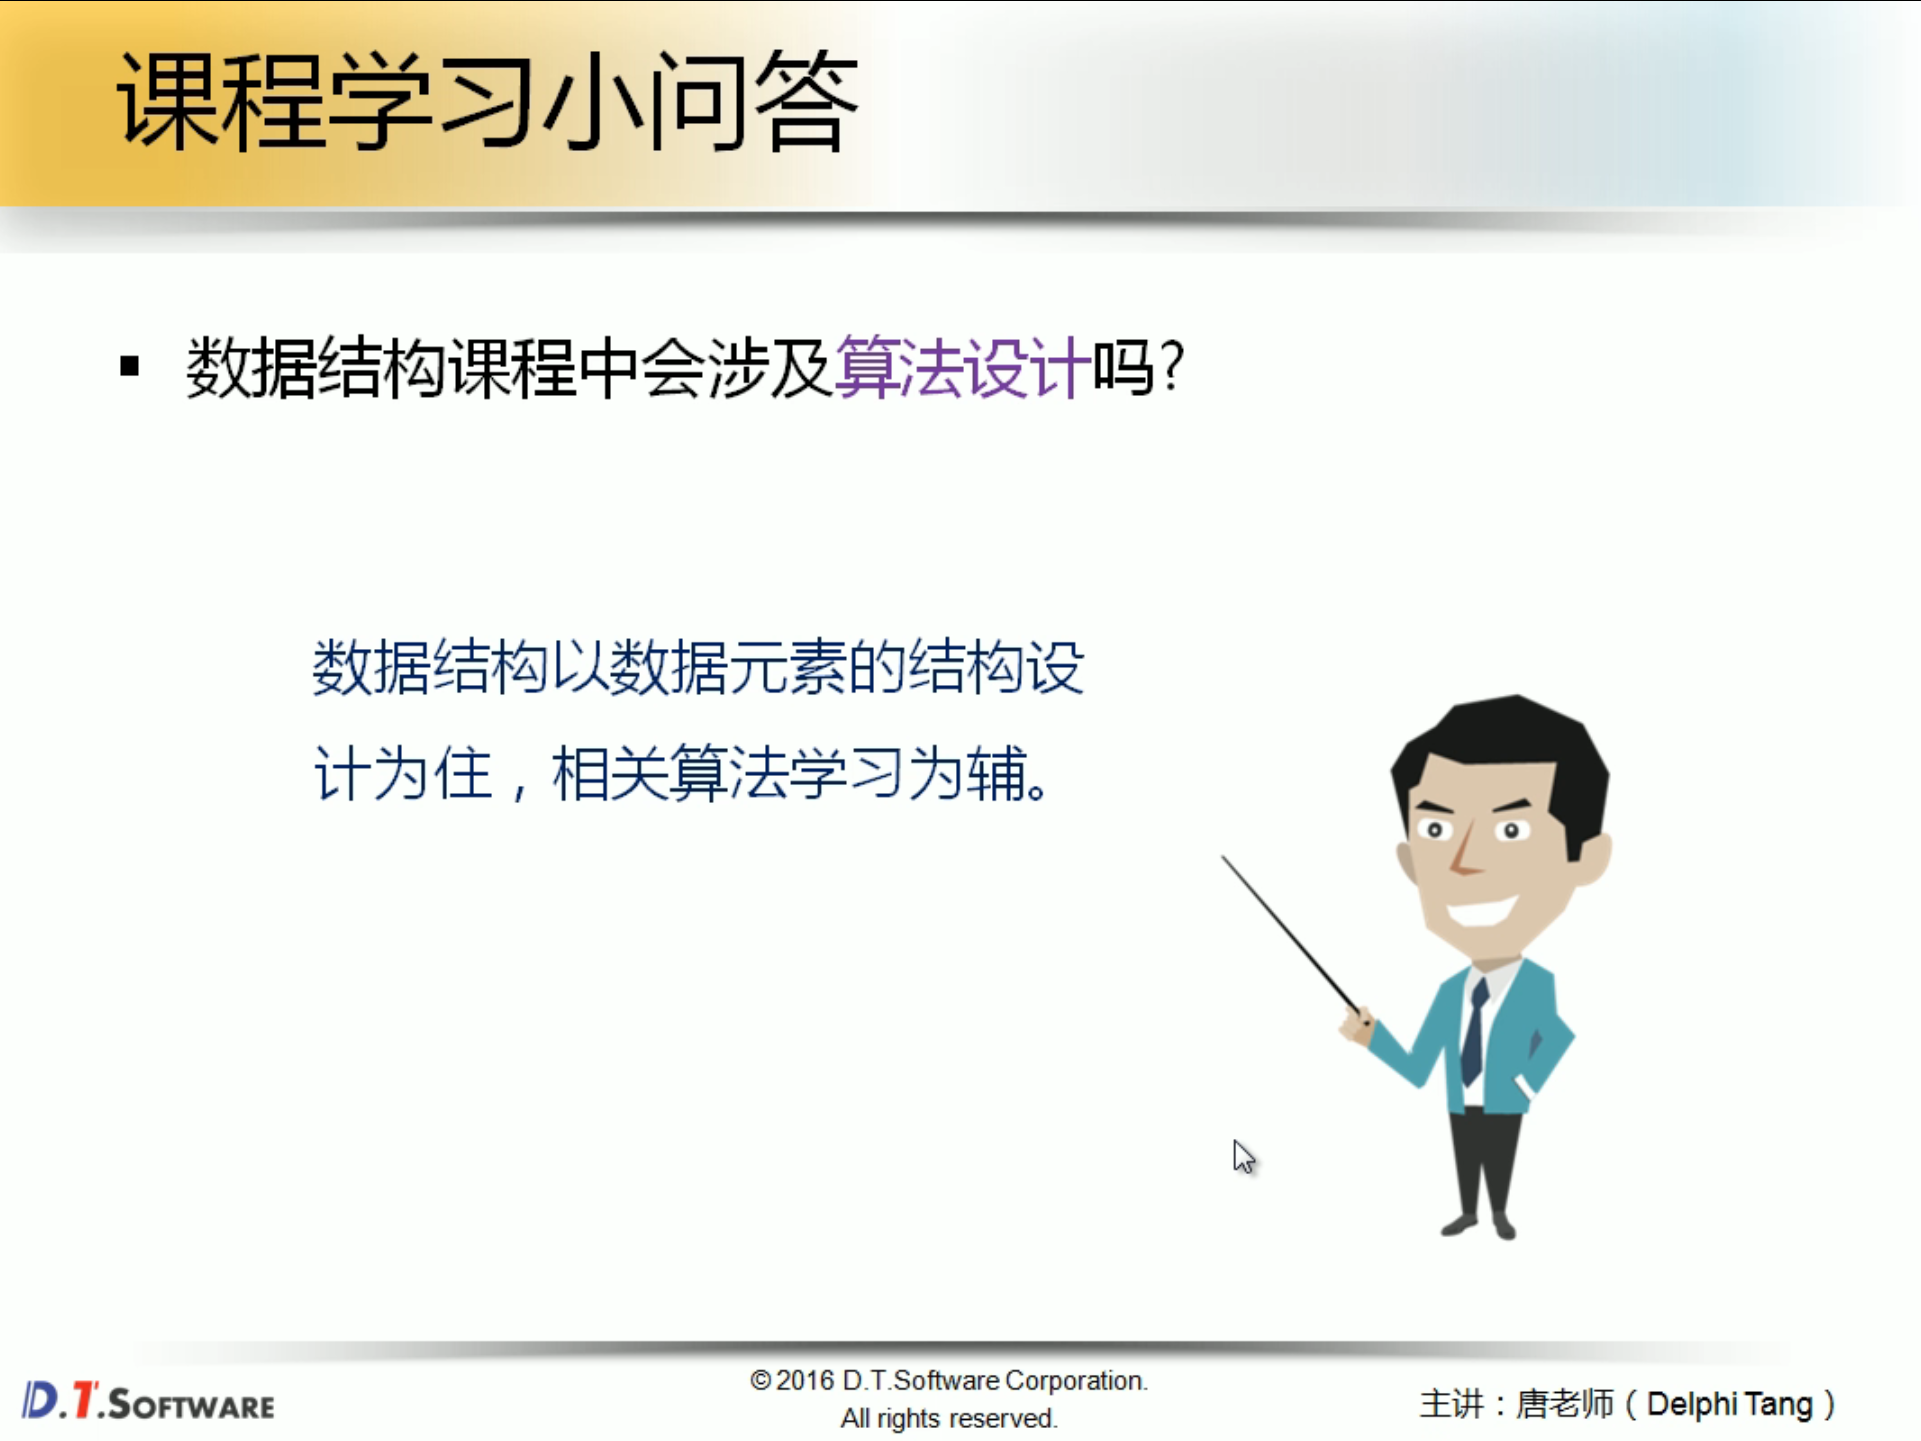 课程学习小问答
▪ 数据结构课程中会涉及算法设计吗?
数据结构以数据元素的结构设
计为住，相关算法学习为辅。
D.T.SOFTWARE
© 2016 D.T.Software Corporation.
All rights reserved.
主讲：唐老师（Delphi Tang）